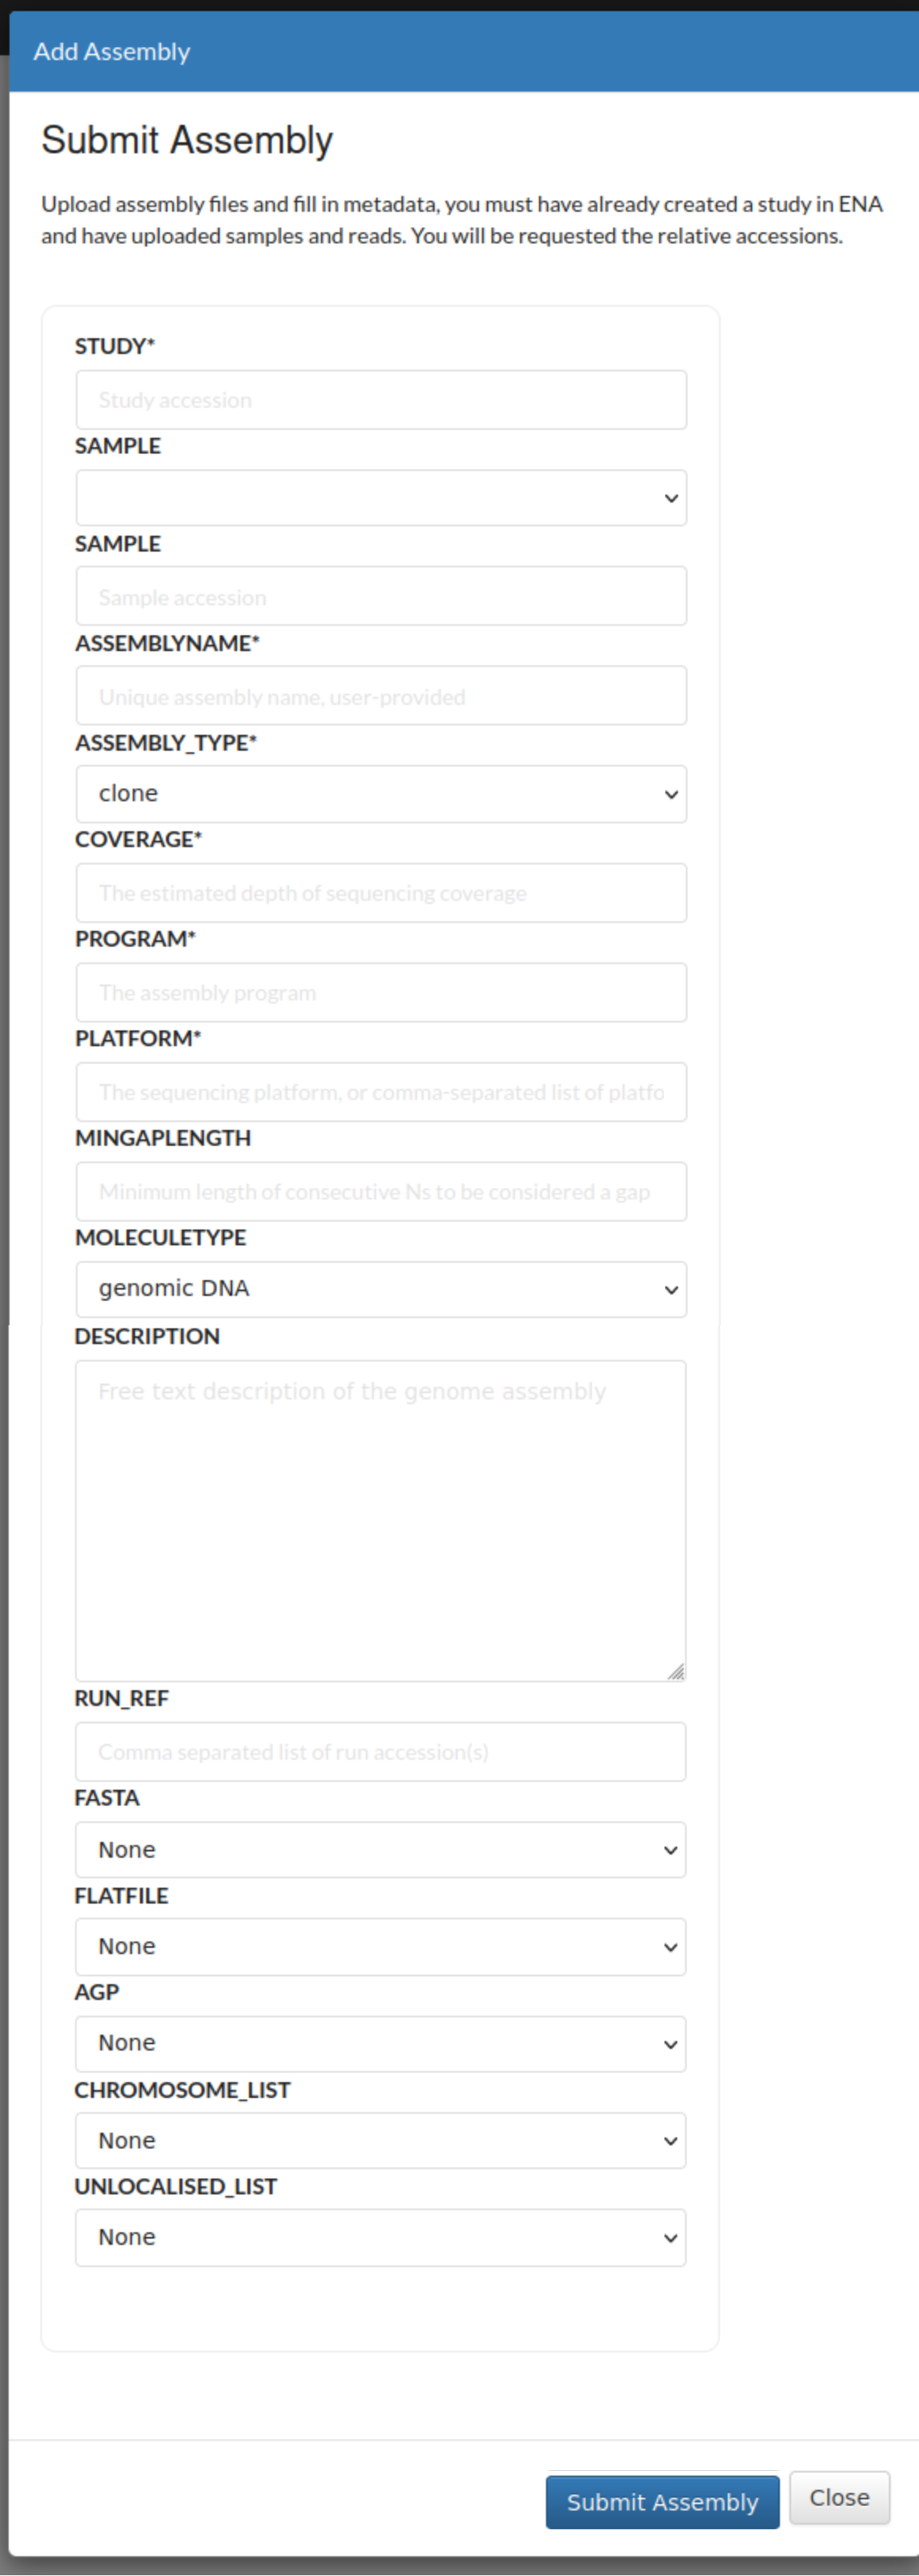 Add Assembly
Submit Assembly
Upload assembly files and fill in metadata, you must have already created a study in ENA
and have uploaded samples and reads. You will be requested the relative accessions.
STUDY*
Study accession
SAMPLE
SAMPLE
Sample accession
ASSEMBLYNAME*
Unique assembly name, user-provided
ASSEMBLY_TYPE*
clone
COVERAGE*
The estimated depth of sequencing coverage
PROGRAM*
The assembly program
PLATFORM*
The sequencing platform, or comma-separated list of platfo
MINGAPLENGTH
Minimum length of consecutive Ns to be considered a gap
MOLECULETYPE
genomic DNA
DESCRIPTION
Free text description of the genome assembly
RUN_REF
Comma separated list of run accession(s)
FASTA
None
FLATFILE
None
AGP
None
CHROMOSOME_LIST
None
UNLOCALISED_LIST
None
Submit Assembly
Close